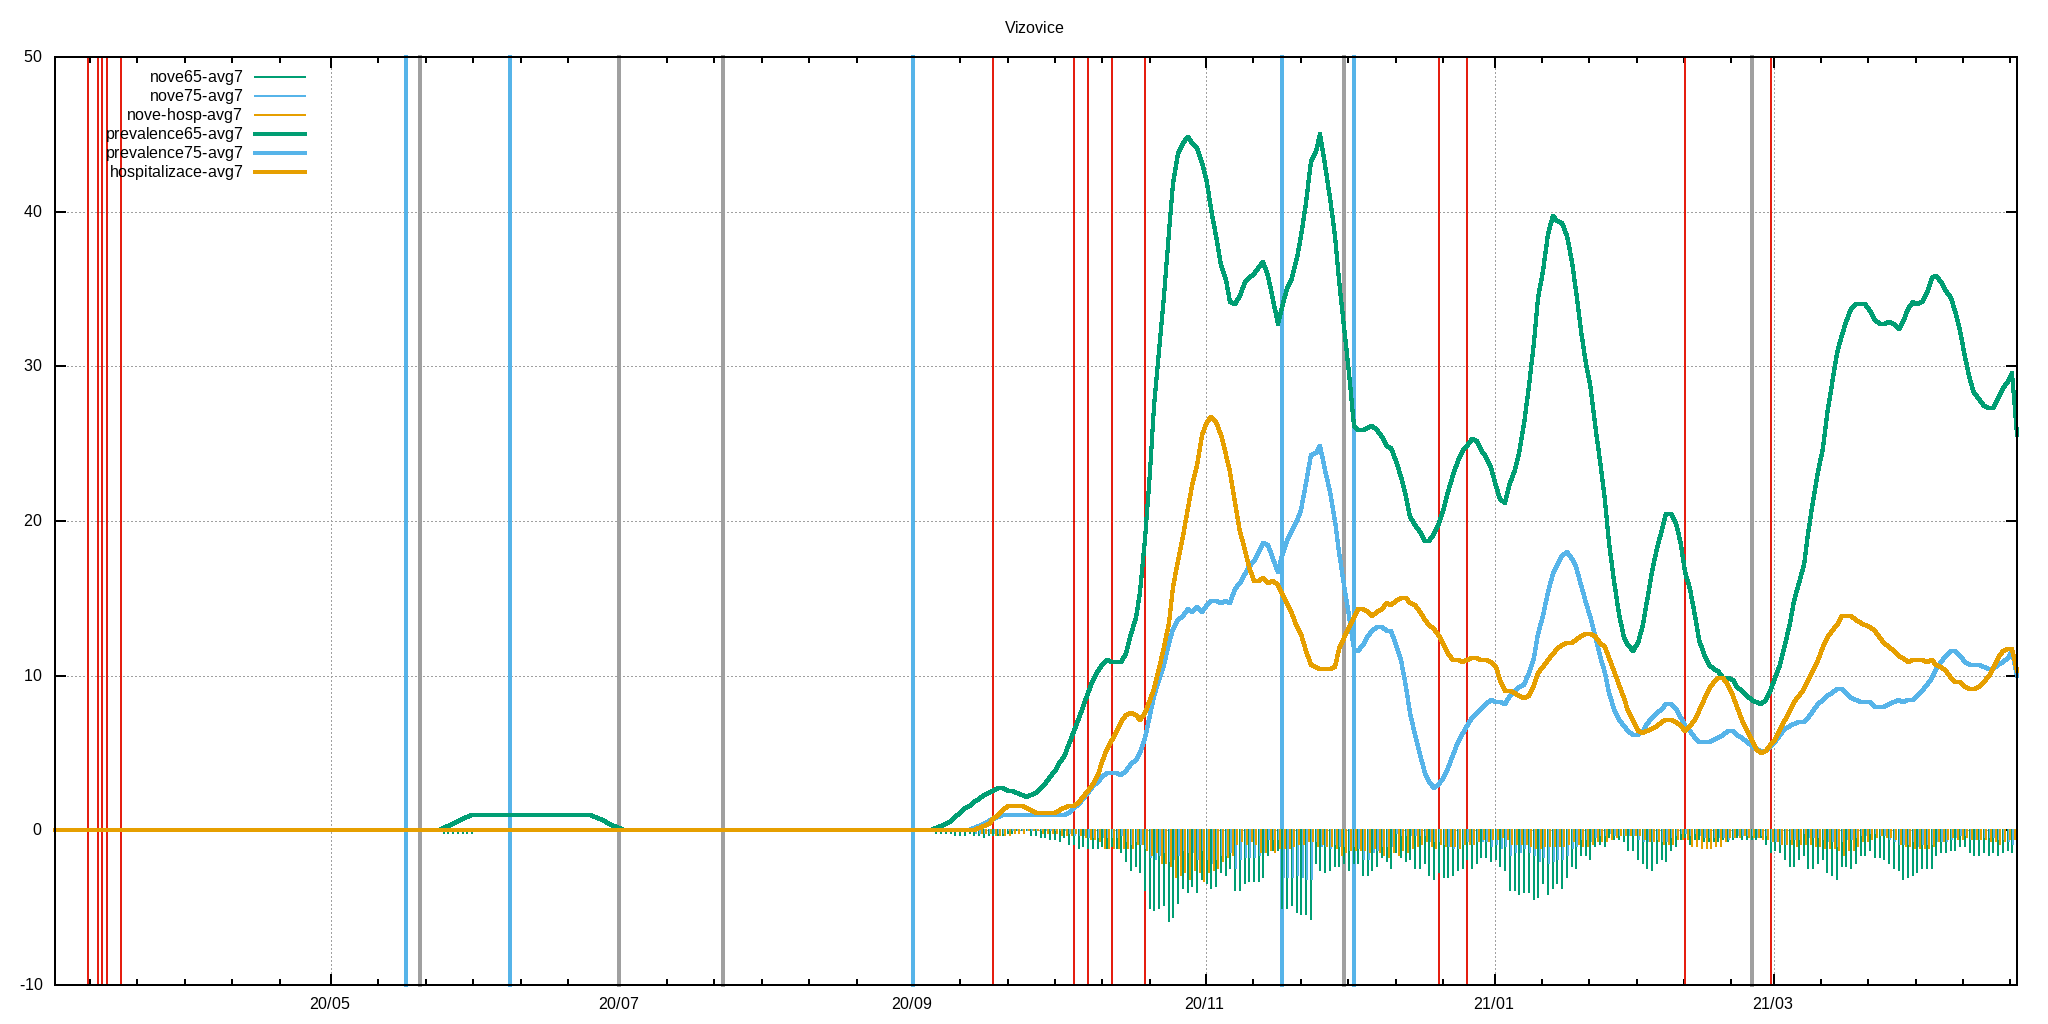 Vizovice
50
40
30
20
10
0
-10
nove65-avg7
nove75-avg7
nove-hosp-avg7
prevalence65-avg7
prevalence75-avg7
hospitalizace-avg7
20/05 20/07 20/09 20/11 21/01 21/03